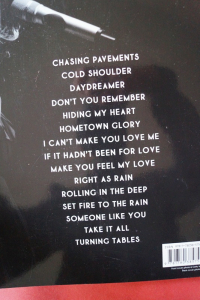 CHASING PAVEMENTS
COLD SHOULDER
DAYDREAMER
DON'T YOU REMEMBER
HIDING MY HEART
HOMETOWN GLORY
I CAN'T MAKE YOU LOVE ME
IF IT HADN'T BEEN FOR LOVE
MAKE YOU FEEL MY LOVE
RIGHT AS RAIN
ROLLING IN THE DEEP
SET FIRE TO THE RAIN
SOMEONE LIKE YOU
TAKE IT ALL
TURNING TABLES